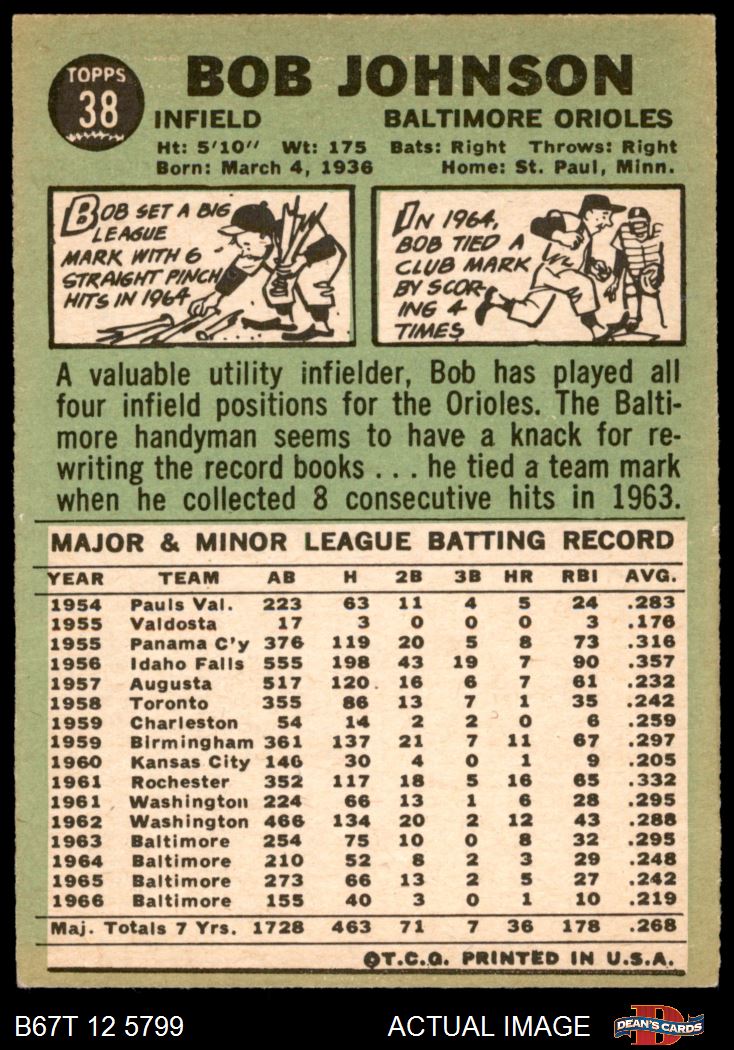 TOPPS
38
BOB JOHNSON
INFIELD BALTIMORE ORIOLES
Ht: 5'10" Wt: 175 Bats: Right Throws: Right
Born: March 4, 1936 Home: St. Paul, Minn.
BOB SET A BIG
LEAGUE
MARK WITH 6
STRAIGHT PINCH
HITS IN 1964
IN 1964,
BOB TIED A
CLUB MARK
BY SCOR-
ING 4
TIMES
A valuable utility infielder, Bob has played all
four infield positions for the Orioles. The Balti-
more handyman seems to have a knack for re-
writing the record books . . . he tied a team mark
when he collected 8 consecutive hits in 1963.
MAJOR & MINOR LEAGUE BATTING RECORD
YEAR TEAM AB H 2B 3B HR RBI AVG.
1954 Pauls Val. 223 63 11 4 5 24 .283
1955 Valdosta 17 3 0 0 0 3 .176
1955 Panama C'y 376 119 20 5 8 73 .316
1956 Idaho Falls 555 198 43 19 7 90 .357
1957 Augusta 517 120 16 6 7 61 .232
1958 Toronto 355 86 13 7 1 35 .242
1959 Charleston 54 14 2 2 0 6 .259
1959 Birmingham 361 137 21 7 11 67 .297
1960 Kansas City 146 30 4 0 1 9 .205
1961 Rochester 352 117 18 5 16 65 .332
1961 Washington 224 66 13 1 6 28 .295
1962 Washington 466 134 20 2 12 43 .288
1963 Baltimore 254 75 10 0 8 32 .295
1964 Baltimore 210 52 8 2 3 29 .248
1965 Baltimore 273 66 13 2 5 27 .242
1966 Baltimore 155 40 3 0 1 10 .219
Maj. Totals 7 Yrs. 1728 463 71 7 36 178 .268
©T.C.G. PRINTED IN U.S.A.
B67T 12 5799 ACTUAL IMAGE D DEAN'S CARDS